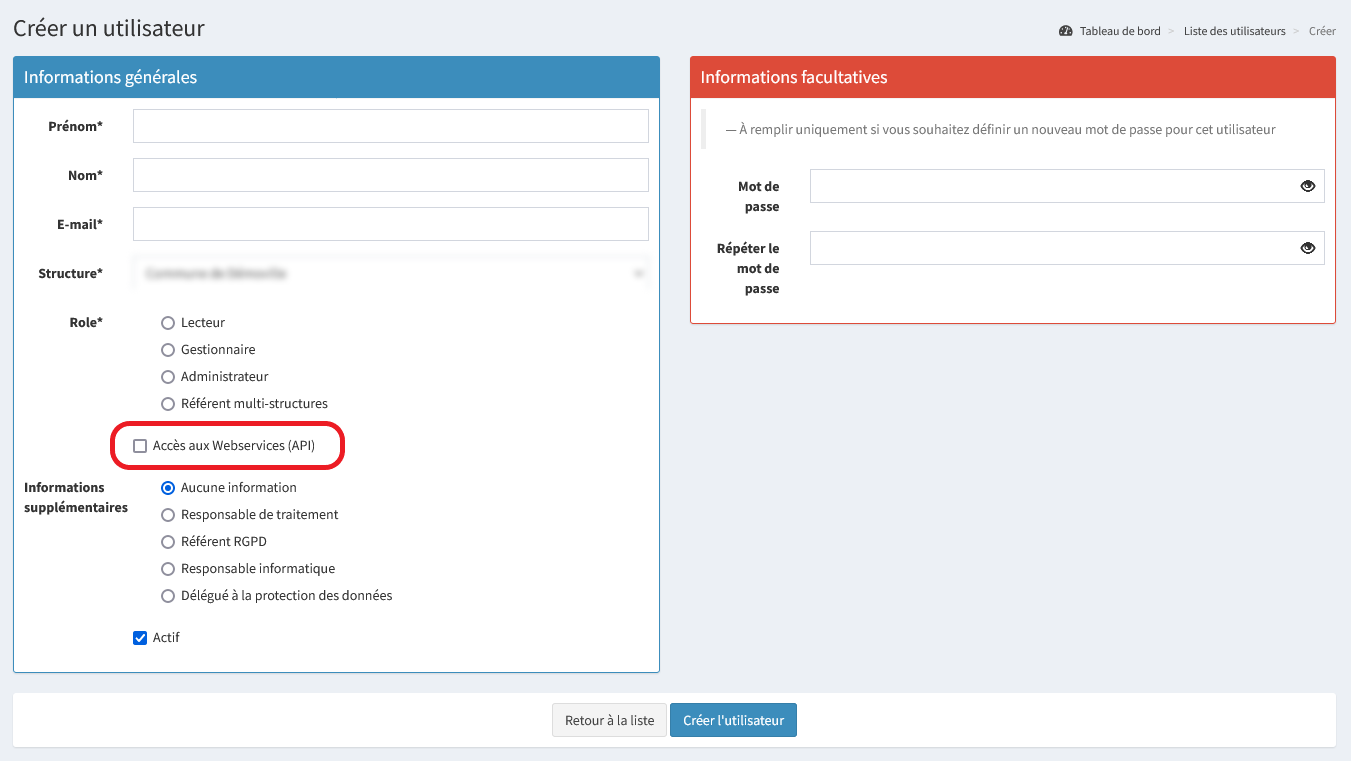 Créer un utilisateur
Tableau de bord > Liste des utilisateurs > Créer
Informations générales
Prénom*
Nom*
E-mail*
Structure*
Commune de Démoville
Role*
Lecteur
Gestionnaire
Administrateur
Référent multi-structures
Accès aux Webservices (API)
Informations
supplémentaires
Aucune information
Responsable de traitement
Référent RGPD
Responsable informatique
Délégué à la protection des données
Actif
Informations facultatives
— À remplir uniquement si vous souhaitez définir un nouveau mot de passe pour cet utilisateur
Mot de
passe
Répéter le
mot de
passe
Retour à la liste
Créer l'utilisateur